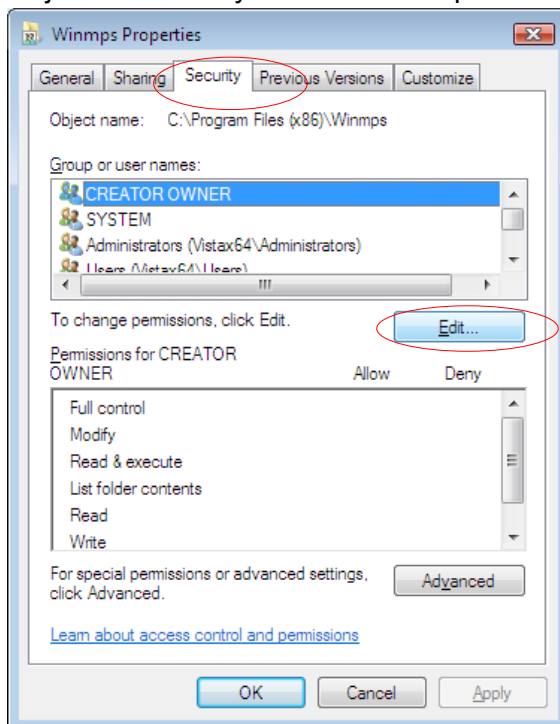 Winmps Properties
General Sharing Security Previous Versions Customize
Object name: C:\Program Files (x86)\Winmps
Group or user names:
CREATOR OWNER
SYSTEM
Administrators (Vistax64\Administrators)
Users (Vistax64\Users)
To change permissions, click Edit.
Edit...
Permissions for CREATOR
OWNER Allow Deny
Full control
Modify
Read & execute
List folder contents
Read
Write
For special permissions or advanced settings,
click Advanced.
Advanced
Learn about access control and permissions
OK Cancel Apply